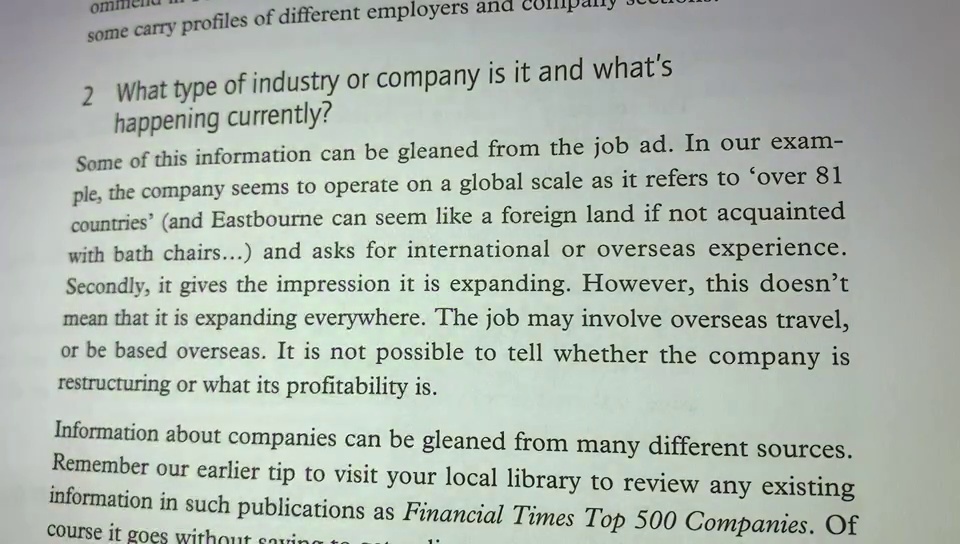 some carry profiles of different employers and company
2 What type of industry or company is it and what's
happening currently?
Some of this information can be gleaned from the job ad. In our exam-
ple, the company seems to operate on a global scale as it refers to ‘over 81
countries’ (and Eastbourne can seem like a foreign land if not acquainted
with bath chairs...) and asks for international or overseas experience.
Secondly, it gives the impression it is expanding. However, this doesn’t
mean that it is expanding everywhere. The job may involve overseas travel,
or be based overseas. It is not possible to tell whether the company is
restructuring or what its profitability is.
Information about companies can be gleaned from many different sources.
Remember our earlier tip to visit your local library to review any existing
information in such publications as Financial Times Top 500 Companies. Of
course it goes without